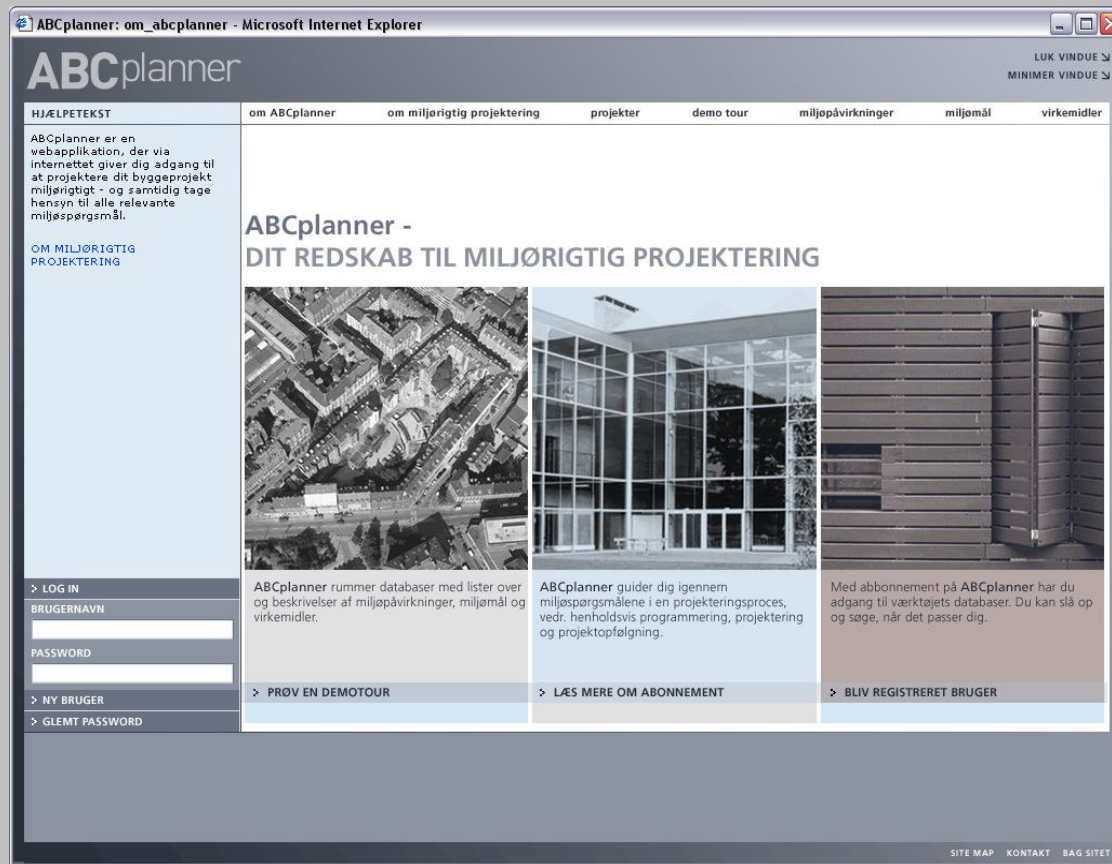 ABCplanner: om_abcplanner - Microsoft Internet Explorer
ABCplanner
LUK VINDUE
MINIMER VINDUE
HJÆLPETEKST
om ABCplanner om miljørigtig projektering projekter demo tour miljøpåvirkninger miljømål virkemidler
ABCplanner er en
webapplikation, der via
internettet giver dig adgang til
at projektere dit byggeprojekt
miljørigtigt - og samtidig tage
hensyn til alle relevante
miljøspørgsmål.
OM MILJØRIGTIG
PROJEKTERING
ABCplanner -
DIT REDSKAB TIL MILJØRIGTIG PROJEKTERING
ABCplanner rummer databaser med lister over
og beskrivelser af miljøpåvirkninger, miljømål og
virkemidler.
> PRØV EN DEMOTOUR
ABCplanner guider dig igennem
miljøspørgsmålene i en projekteringsproces,
vedr. henholdsvis programmering, projektering
og projektopfølgning.
> LÆS MERE OM ABONNEMENT
Med abbonnement på ABCplanner har du
adgang til værktøjets databaser. Du kan slå op
og søge, når det passer dig.
> BLIV REGISTRERET BRUGER
> LOG IN
BRUGERNAVN
PASSWORD
> NY BRUGER
> GLEMT PASSWORD
SITE MAP KONTAKT BAG SITET